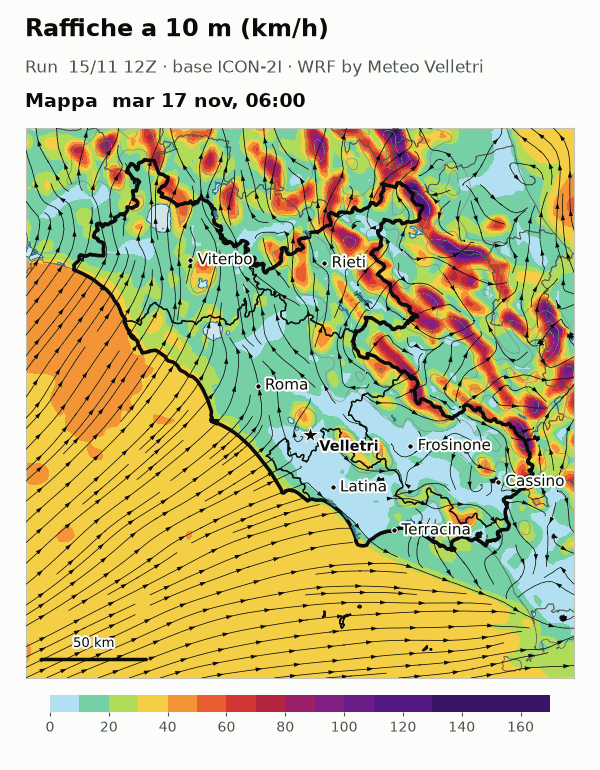 Raffiche a 10 m (km/h)
Run  15/11 12Z · base ICON-2I · WRF by Meteo Velletri
Mappa  mar 17 nov, 06:00
Viterbo
Rieti
Roma
Velletri
Frosinone
Latina
Cassino
Terracina
50 km
0 20 40 60 80 100 120 140 160